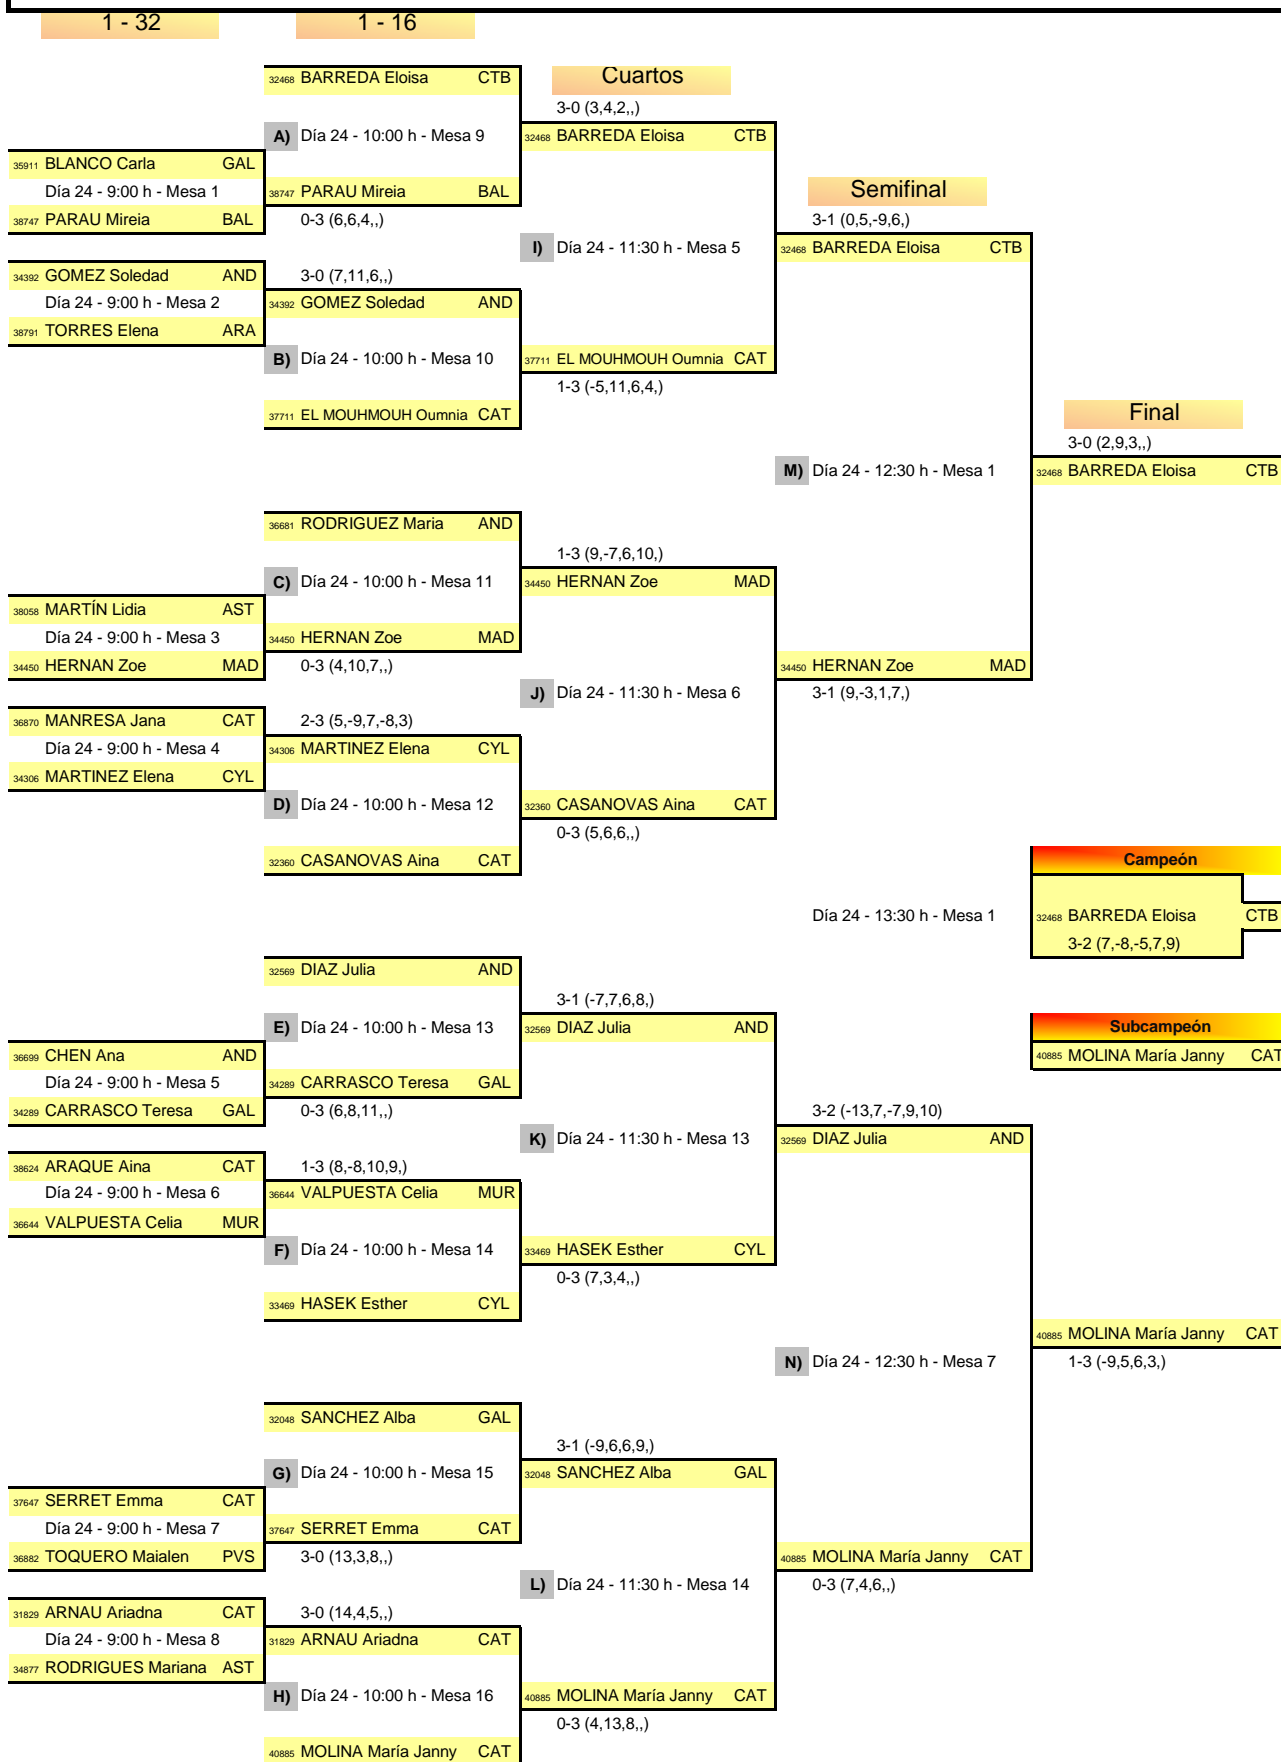 1 - 32 1 - 16
32468 BARREDA Eloisa CTB Cuartos
3-0 (3,4,2,,)
A) Día 24 - 10:00 h - Mesa 9 32468 BARREDA Eloisa CTB
35911 BLANCO Carla GAL
Día 24 - 9:00 h - Mesa 1 38747 PARAU Mireia BAL Semifinal
38747 PARAU Mireia BAL 0-3 (6,6,4,,) 3-1 (0,5,-9,6,)
I) Día 24 - 11:30 h - Mesa 5 32468 BARREDA Eloisa CTB
34392 GOMEZ Soledad AND 3-0 (7,11,6,,)
Día 24 - 9:00 h - Mesa 2 34392 GOMEZ Soledad AND
38791 TORRES Elena ARA
B) Día 24 - 10:00 h - Mesa 10 37711 EL MOUHMOUH Oumnia CAT
1-3 (-5,11,6,4,)
37711 EL MOUHMOUH Oumnia CAT Final
3-0 (2,9,3,,)
M) Día 24 - 12:30 h - Mesa 1 32468 BARREDA Eloisa CTB
36681 RODRIGUEZ Maria AND
1-3 (9,-7,6,10,)
C) Día 24 - 10:00 h - Mesa 11 34450 HERNAN Zoe MAD
38058 MARTÍN Lidia AST
Día 24 - 9:00 h - Mesa 3 34450 HERNAN Zoe MAD
34450 HERNAN Zoe MAD 0-3 (4,10,7,,) 34450 HERNAN Zoe MAD
J) Día 24 - 11:30 h - Mesa 6 3-1 (9,-3,1,7,)
36870 MANRESA Jana CAT 2-3 (5,-9,7,-8,3)
Día 24 - 9:00 h - Mesa 4 34306 MARTINEZ Elena CYL
34306 MARTINEZ Elena CYL
D) Día 24 - 10:00 h - Mesa 12 32360 CASANOVAS Aina CAT
0-3 (5,6,6,,)
32360 CASANOVAS Aina CAT Campeón
Día 24 - 13:30 h - Mesa 1 32468 BARREDA Eloisa CTB
3-2 (7,-8,-5,7,9)
32569 DIAZ Julia AND
3-1 (-7,7,6,8,)
E) Día 24 - 10:00 h - Mesa 13 32569 DIAZ Julia AND Subcampeón
36699 CHEN Ana AND 40885 MOLINA María Janny CAT
Día 24 - 9:00 h - Mesa 5 34289 CARRASCO Teresa GAL
34289 CARRASCO Teresa GAL 0-3 (6,8,11,,) 3-2 (-13,7,-7,9,10)
K) Día 24 - 11:30 h - Mesa 13 32569 DIAZ Julia AND
38624 ARAQUE Aina CAT 1-3 (8,-8,10,9,)
Día 24 - 9:00 h - Mesa 6 36644 VALPUESTA Celia MUR
36644 VALPUESTA Celia MUR
F) Día 24 - 10:00 h - Mesa 14 33469 HASEK Esther CYL
0-3 (7,3,4,,)
33469 HASEK Esther CYL
40885 MOLINA María Janny CAT
N) Día 24 - 12:30 h - Mesa 7 1-3 (-9,5,6,3,)
32048 SANCHEZ Alba GAL
3-1 (-9,6,6,9,)
G) Día 24 - 10:00 h - Mesa 15 32048 SANCHEZ Alba GAL
37647 SERRET Emma CAT
Día 24 - 9:00 h - Mesa 7 37647 SERRET Emma CAT
36882 TOQUERO Maialen PVS 3-0 (13,3,8,,) 40885 MOLINA María Janny CAT
L) Día 24 - 11:30 h - Mesa 14 0-3 (7,4,6,,)
31829 ARNAU Ariadna CAT 3-0 (14,4,5,,)
Día 24 - 9:00 h - Mesa 8 31829 ARNAU Ariadna CAT
34877 RODRIGUES Mariana AST
H) Día 24 - 10:00 h - Mesa 16 40885 MOLINA María Janny CAT
0-3 (4,13,8,,)
40885 MOLINA María Janny CAT